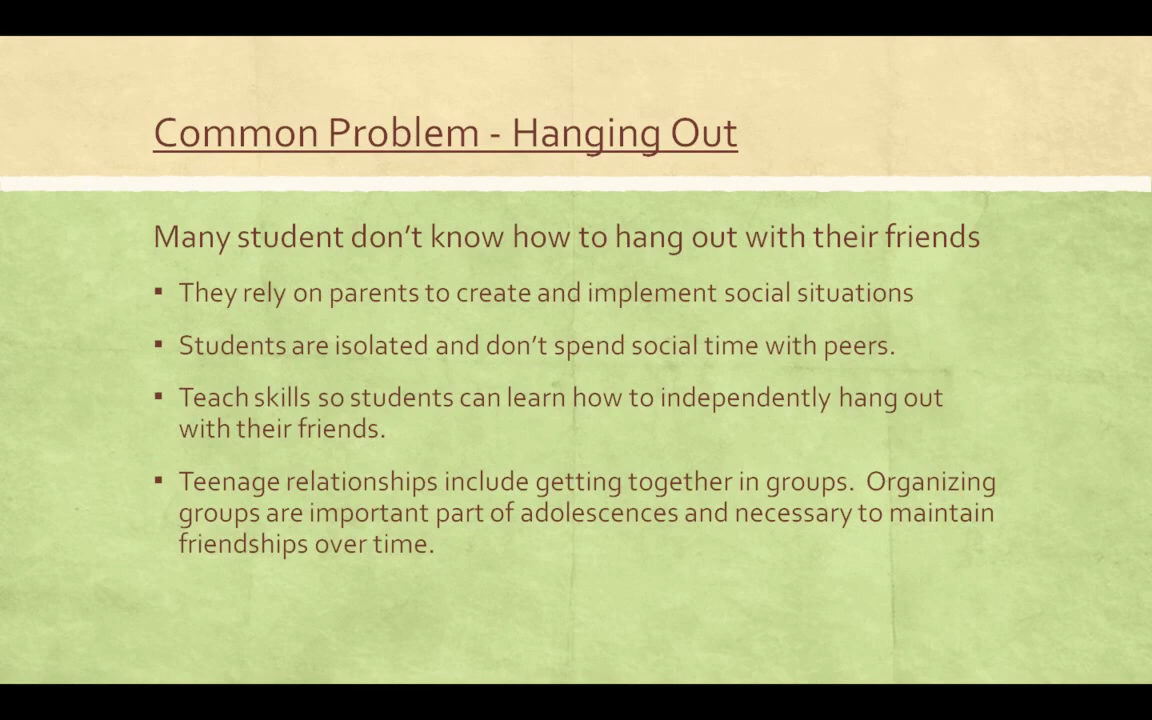 Common Problem - Hanging Out
Many student don’t know how to hang out with their friends
▪ They rely on parents to create and implement social situations
▪ Students are isolated and don’t spend social time with peers.
▪ Teach skills so students can learn how to independently hang out
with their friends.
▪ Teenage relationships include getting together in groups.  Organizing
groups are important part of adolescences and necessary to maintain
friendships over time.